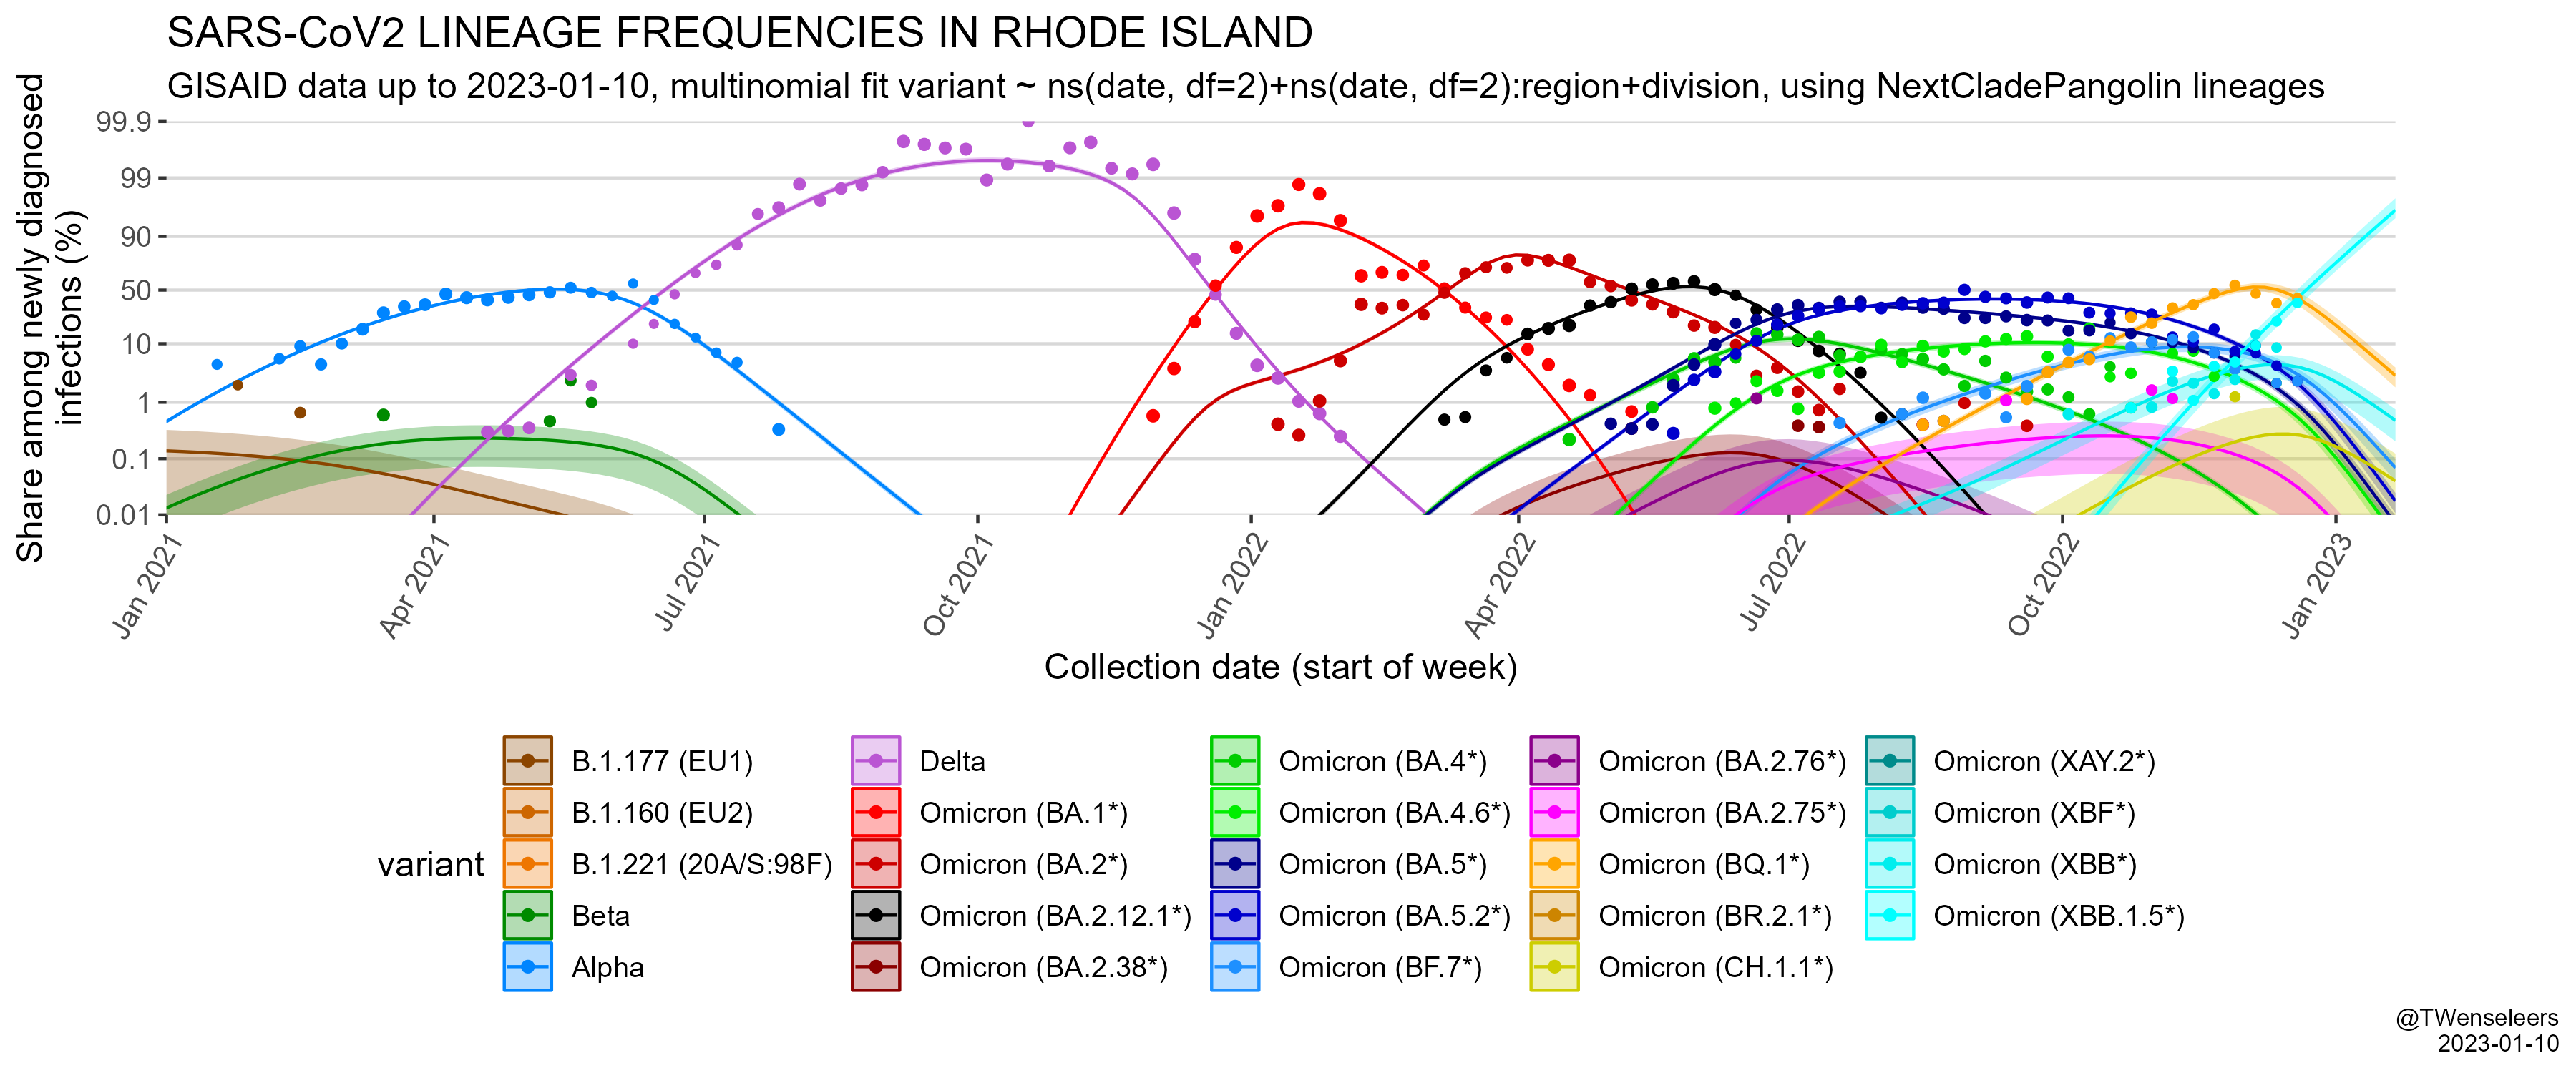 SARS-CoV2 LINEAGE FREQUENCIES IN RHODE ISLAND
GISAID data up to 2023-01-10, multinomial fit variant ~ ns(date, df=2)+ns(date, df=2):region+division, using NextCladePangolin lineages
Share among newly diagnosed
infections (%)
99.9
99
90
50
10
1
0.1
0.01
Jan 2021
Apr 2021
Jul 2021
Oct 2021
Jan 2022
Apr 2022
Jul 2022
Oct 2022
Jan 2023
Collection date (start of week)
variant
B.1.177 (EU1)
B.1.160 (EU2)
B.1.221 (20A/S:98F)
Beta
Alpha
Delta
Omicron (BA.1*)
Omicron (BA.2*)
Omicron (BA.2.12.1*)
Omicron (BA.2.38*)
Omicron (BA.4*)
Omicron (BA.4.6*)
Omicron (BA.5*)
Omicron (BA.5.2*)
Omicron (BF.7*)
Omicron (BA.2.76*)
Omicron (BA.2.75*)
Omicron (BQ.1*)
Omicron (BR.2.1*)
Omicron (CH.1.1*)
Omicron (XAY.2*)
Omicron (XBF*)
Omicron (XBB*)
Omicron (XBB.1.5*)
@TWenseleers
2023-01-10